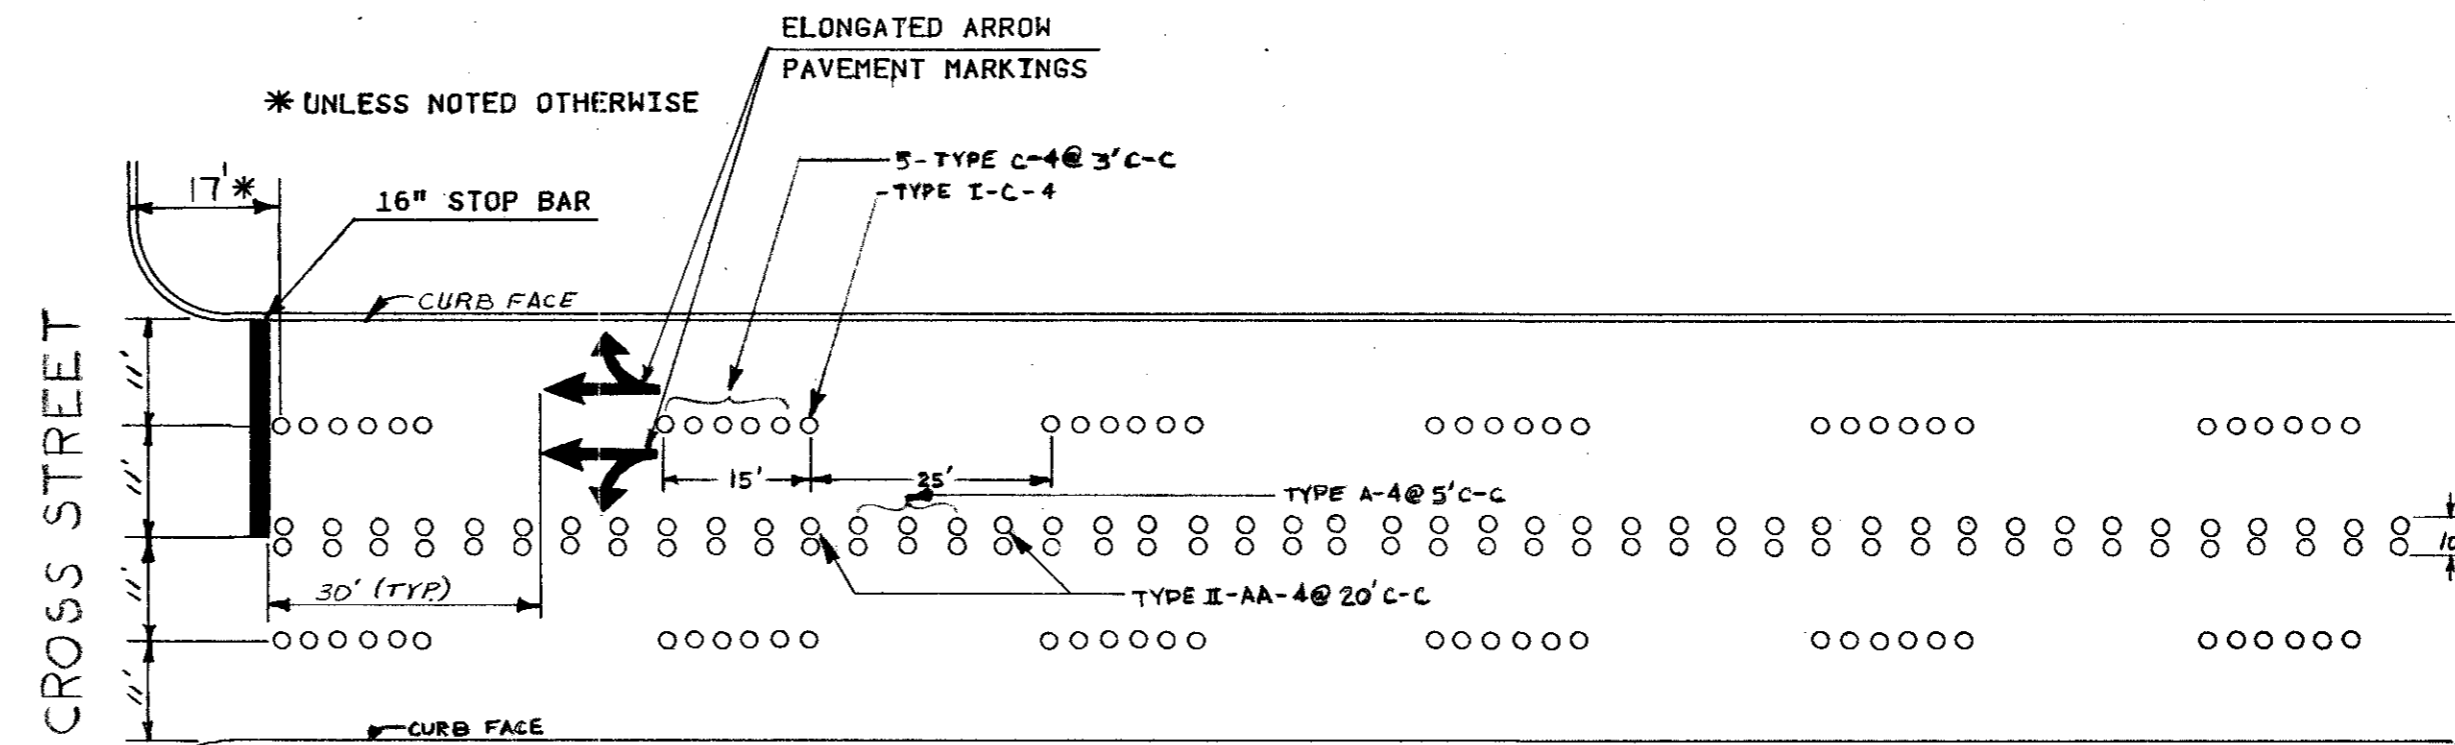 ELONGATED ARROW
PAVEMENT MARKINGS
* UNLESS NOTED OTHERWISE
5-TYPE C-4@ 3' C-C
TYPE I-C-4
17'*
16" STOP BAR
CURB FACE
CROSS STREET
11'
11'
11'
11'
15'
25'
TYPE A-4@ 5' C-C
30' (TYP.)
TYPE II-AA-4@ 20' C-C
CURB FACE